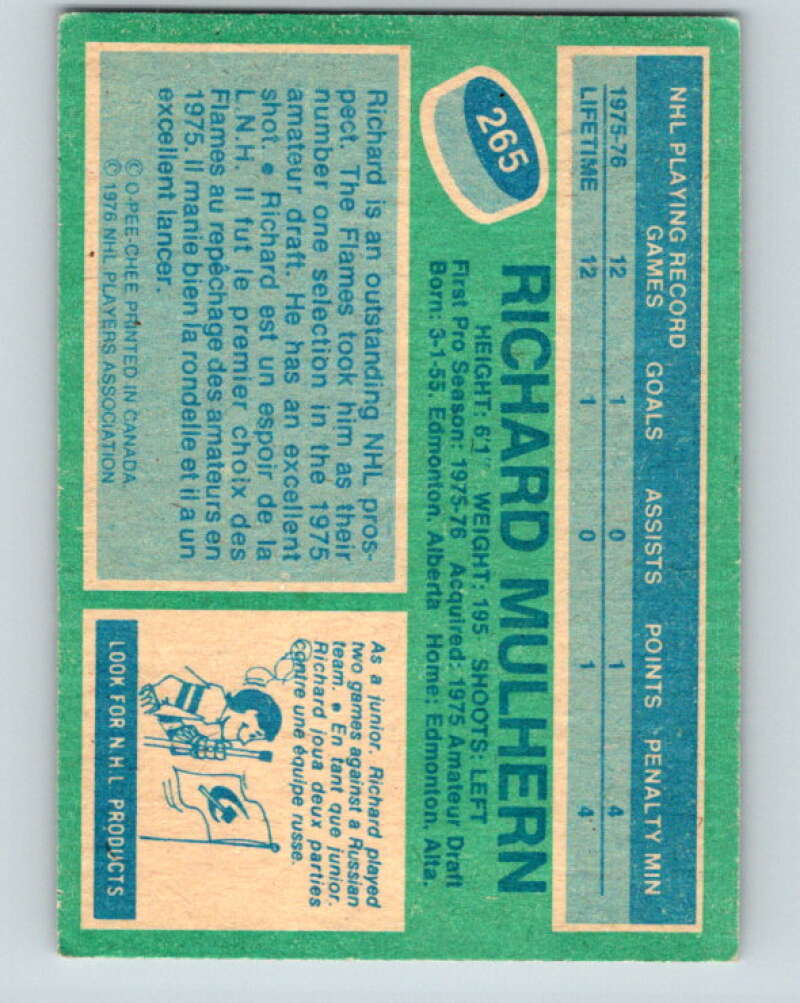 NHL PLAYING RECORD
GAMES GOALS ASSISTS POINTS PENALTY MIN
1975-76 12 1 0 1 4
LIFETIME 12 1 0 1 4
265
RICHARD MULHERN
HEIGHT: 6'1 WEIGHT: 195 SHOOTS: LEFT
First Pro Season: 1975-76 Acquired: 1975 Amateur Draft
Born: 3-1-55. Edmonton. Alberta Home: Edmonton. Alta.
Richard is an outstanding NHL pros-
pect. The Flames took him as their
number one selection in the 1975
amateur draft. He has an excellent
shot. • Richard est un espoir de la
L.N.H. Il fut le premier choix des
Flames au repêchage des amateurs en
1975. Il manie bien la rondelle et il a un
excellent lancer.
© O-PEE-CHEE PRINTED IN CANADA
© 1976 NHL PLAYERS ASSOCIATION
As a junior. Richard played
two games against a Russian
team. • En tant que junior.
Richard joua deux parties
contre une équipe russe.
LOOK FOR N.H.L PRODUCTS